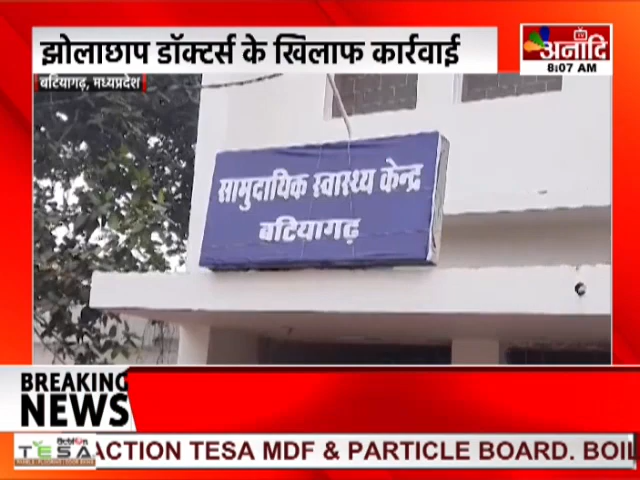 झोलाछाप डॉक्टर्स के खिलाफ कार्रवाई
अनादि
8:07 AM
बटियागढ़, मध्यप्रदेश
सामुदायिक स्वास्थ्य केन्द्र
बटियागढ़
BREAKING
NEWS
TESA
ACTION TESA MDF & PARTICLE BOARD. BOIL